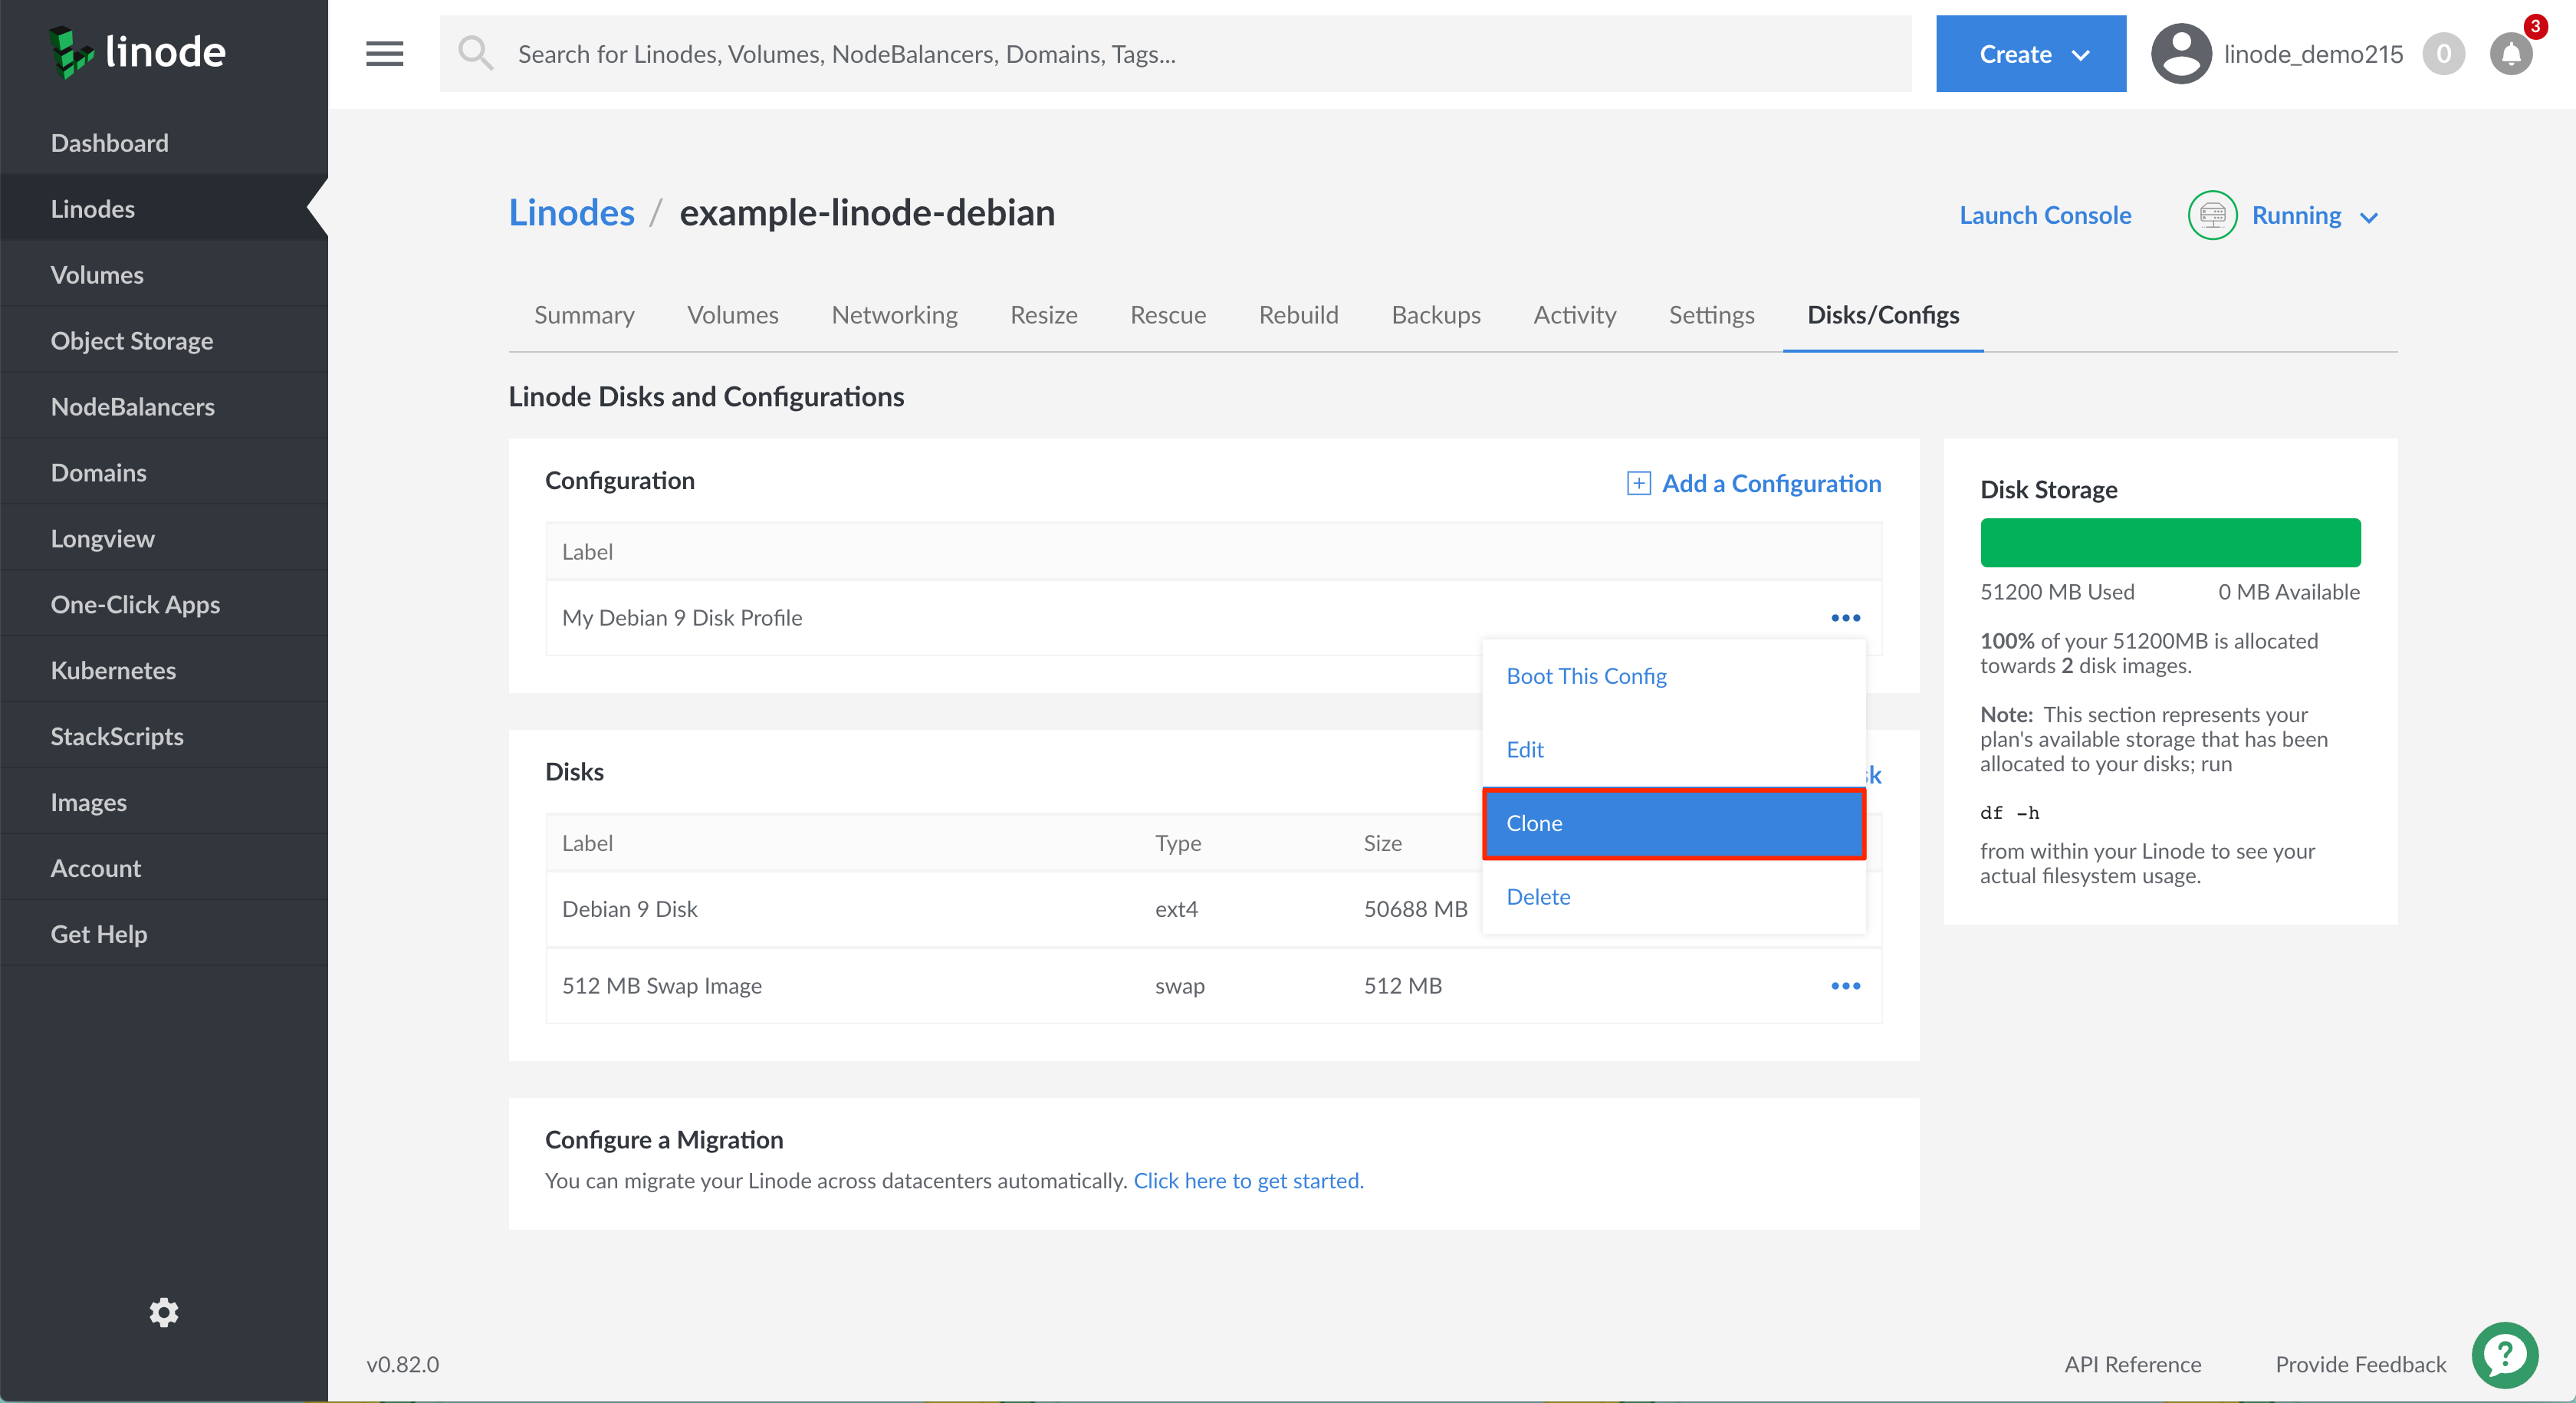 linode
Search for Linodes, Volumes, NodeBalancers, Domains, Tags...
Create
linode_demo215
0
3
Dashboard
Linodes
Volumes
Object Storage
NodeBalancers
Domains
Longview
One-Click Apps
Kubernetes
StackScripts
Images
Account
Get Help
Linodes / example-linode-debian
Launch Console
Running
Summary
Volumes
Networking
Resize
Rescue
Rebuild
Backups
Activity
Settings
Disks/Configs
Linode Disks and Configurations
Configuration
Add a Configuration
Label
My Debian 9 Disk Profile
Boot This Config
Edit
Clone
Delete
Disks
Label Type Size
Debian 9 Disk ext4 50688 MB
512 MB Swap Image swap 512 MB
Configure a Migration
You can migrate your Linode across datacenters automatically. Click here to get started.
Disk Storage
51200 MB Used 0 MB Available
100% of your 51200MB is allocated
towards 2 disk images.
Note: This section represents your
plan's available storage that has been
allocated to your disks; run
df -h
from within your Linode to see your
actual filesystem usage.
v0.82.0
API Reference
Provide Feedback
?